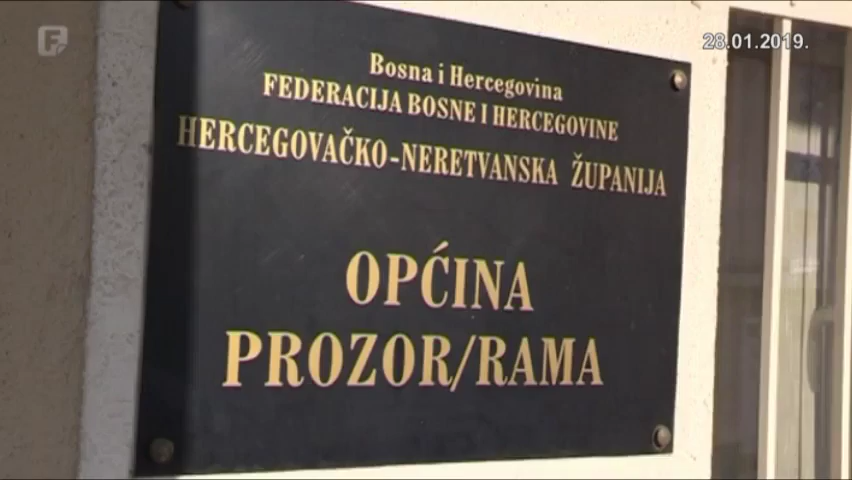 F
28.01.2019.
Bosna i Hercegovina
FEDERACIJA BOSNE I HERCEGOVINE
HERCEGOVAČKO-NERETVANSKA ŽUPANIJA
OPĆINA
PROZOR/RAMA